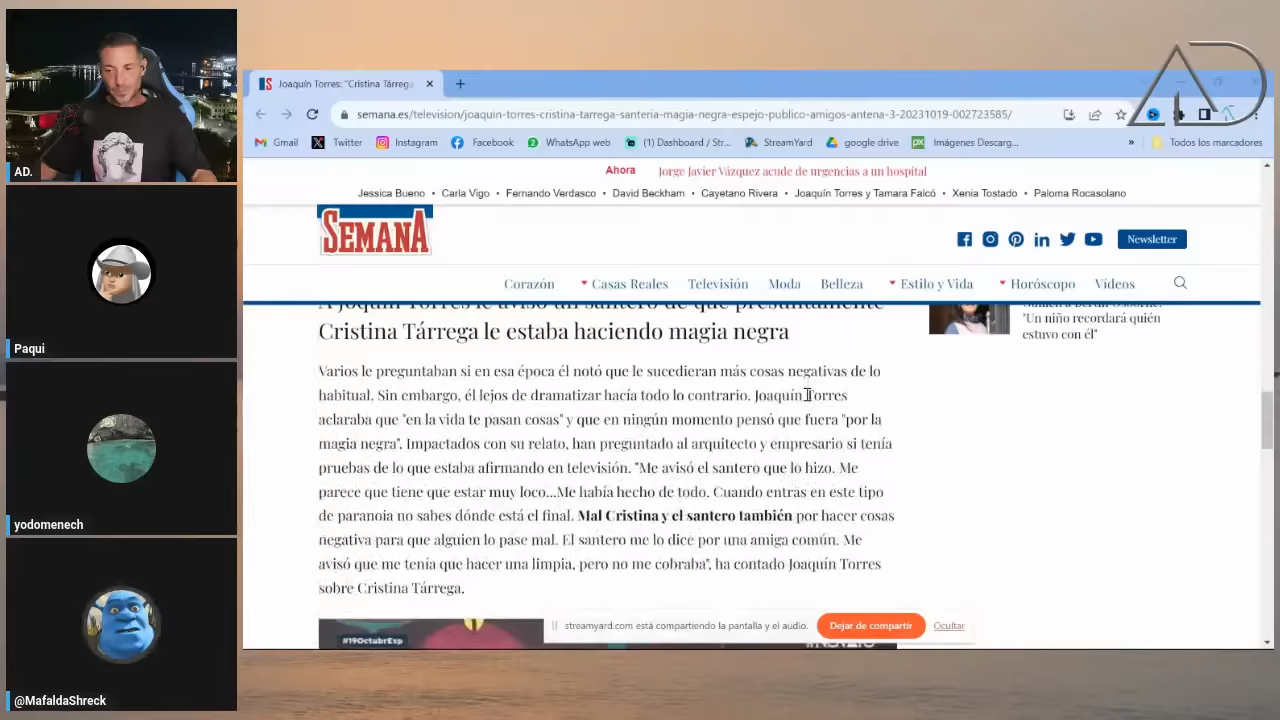 AD.
Paqui
yodomenech
@MafaldaShreck
AD
Joaquín Torres: "Cristina Tárrega
semana.es/television/joaquin-torres-cristina-tarrega-santeria-magia-negra-espejo-publico-amigos-antena-3-20231019-002723585/
Gmail Twitter Instagram Facebook WhatsApp web (1) Dashboard / Str... StreamYard google drive Imágenes Descarg... » Todos los marcadores
Ahora Jorge Javier Vázquez acude de urgencias a un hospital
Jessica Bueno • Carla Vigo • Fernando Verdasco • David Beckham • Cayetano Rivera • Joaquín Torres y Tamara Falcó • Xenia Tostado • Paloma Rocasolano
SEMANA
Newsletter
Corazón Casas Reales Televisión Moda Belleza Estilo y Vida Horóscopo Vídeos
A Joaquín Torres le avisó un santero de que presuntamente
Cristina Tárrega le estaba haciendo magia negra
"Un niño recordará quién
estuvo con él"
Varios le preguntaban si en esa época él notó que le sucedieran más cosas negativas de lo
habitual. Sin embargo, él lejos de dramatizar hacía todo lo contrario. Joaquín Torres
aclaraba que "en la vida te pasan cosas" y que en ningún momento pensó que fuera "por la
magia negra". Impactados con su relato, han preguntado al arquitecto y empresario si tenía
pruebas de lo que estaba afirmando en televisión. "Me avisó el santero que lo hizo. Me
parece que tiene que estar muy loco...Me había hecho de todo. Cuando entras en este tipo
de paranoia no sabes dónde está el final. Mal Cristina y el santero también por hacer cosas
negativa para que alguien lo pase mal. El santero me lo dice por una amiga común. Me
avisó que me tenía que hacer una limpia, pero no me cobraba", ha contado Joaquín Torres
sobre Cristina Tárrega.
#19OctubrEsp
streamyard.com está compartiendo la pantalla y el audio. Dejar de compartir Ocultar